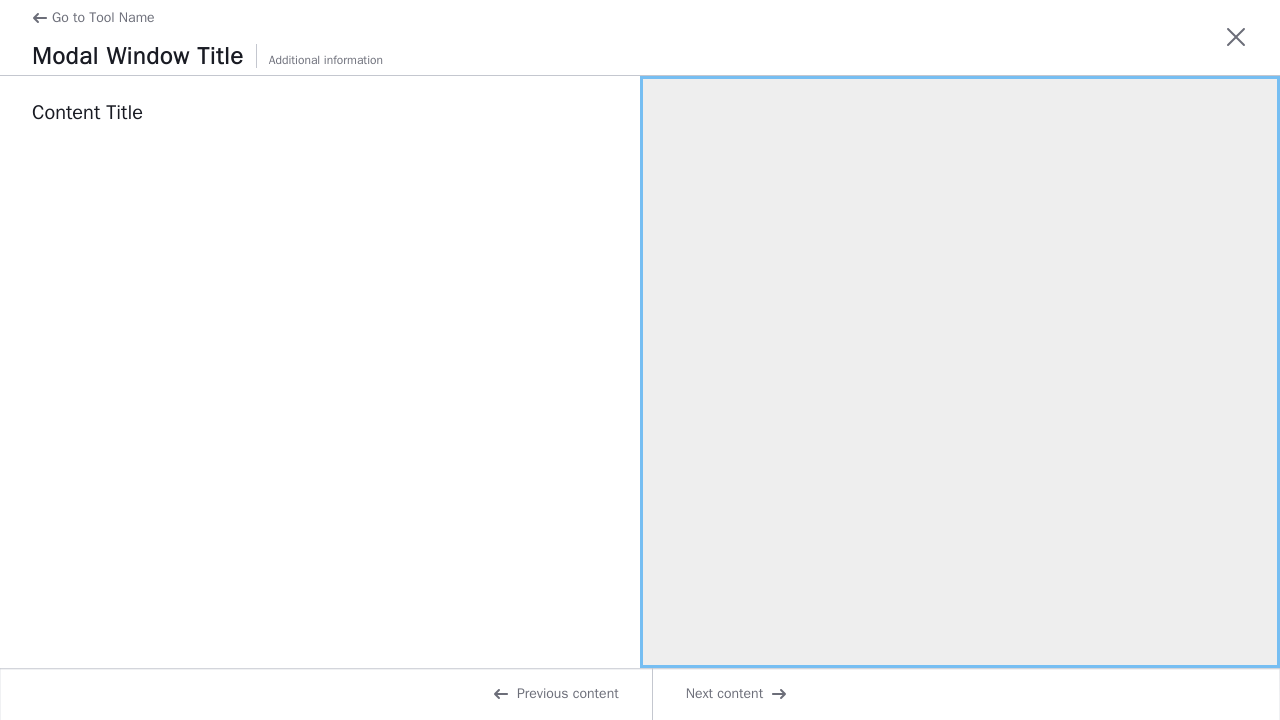 Go to Tool Name
Modal Window Title
Additional information
Content Title
Previous content
Next content